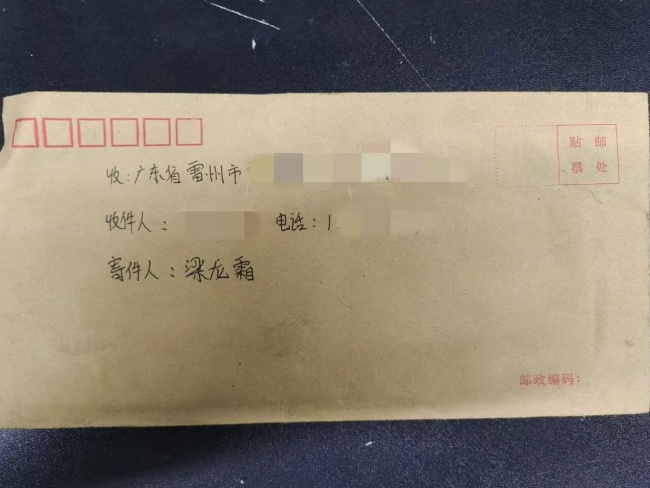 贴邮
票处
收：广东省雷州市
收件人： 电话：1
寄件人：梁龙霜
邮政编码：